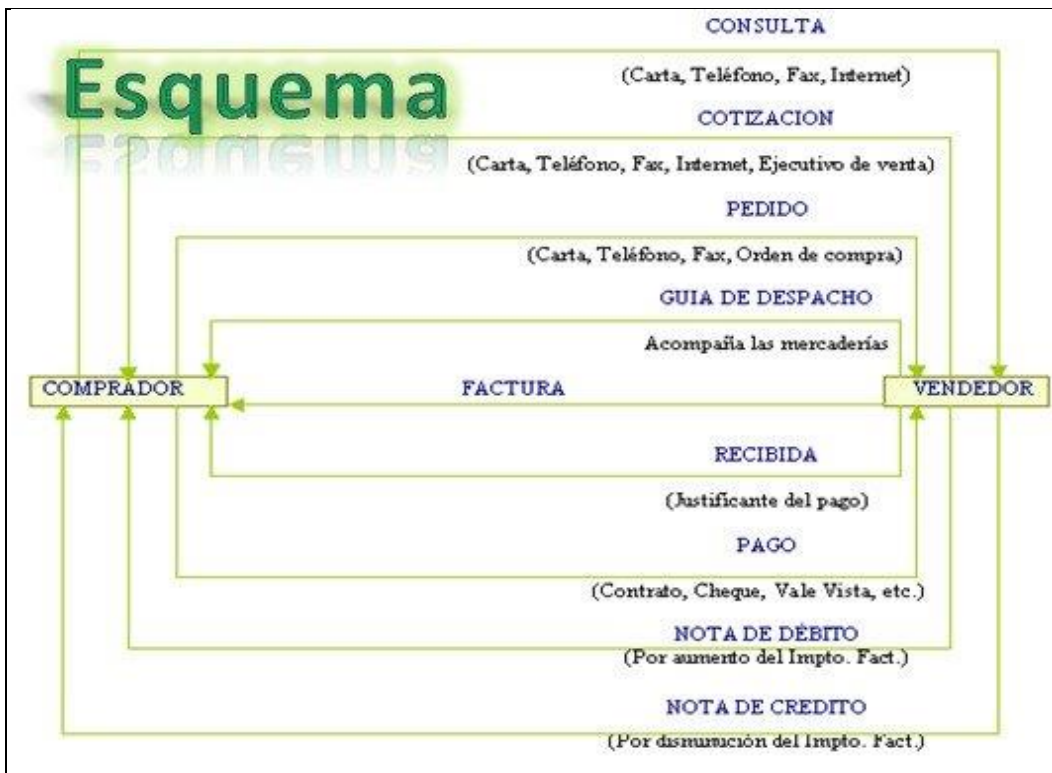 CONSULTA
Esquema
(Carta, Teléfono, Fax, Internet)
COTIZACION
(Carta, Teléfono, Fax, Internet, Ejecutivo de venta)
PEDIDO
(Carta, Teléfono, Fax, Orden de compra)
GUIA DE DESPACHO
Acompaña las mercaderías
COMPRADOR
FACTURA
VENDEDOR
RECIBIDA
(Justificante del pago)
PAGO
(Contrato, Cheque, Vale Vista, etc.)
NOTA DE DÉBITO
(Por aumento del Impto. Fact.)
NOTA DE CREDITO
(Por disminución del Impto. Fact.)